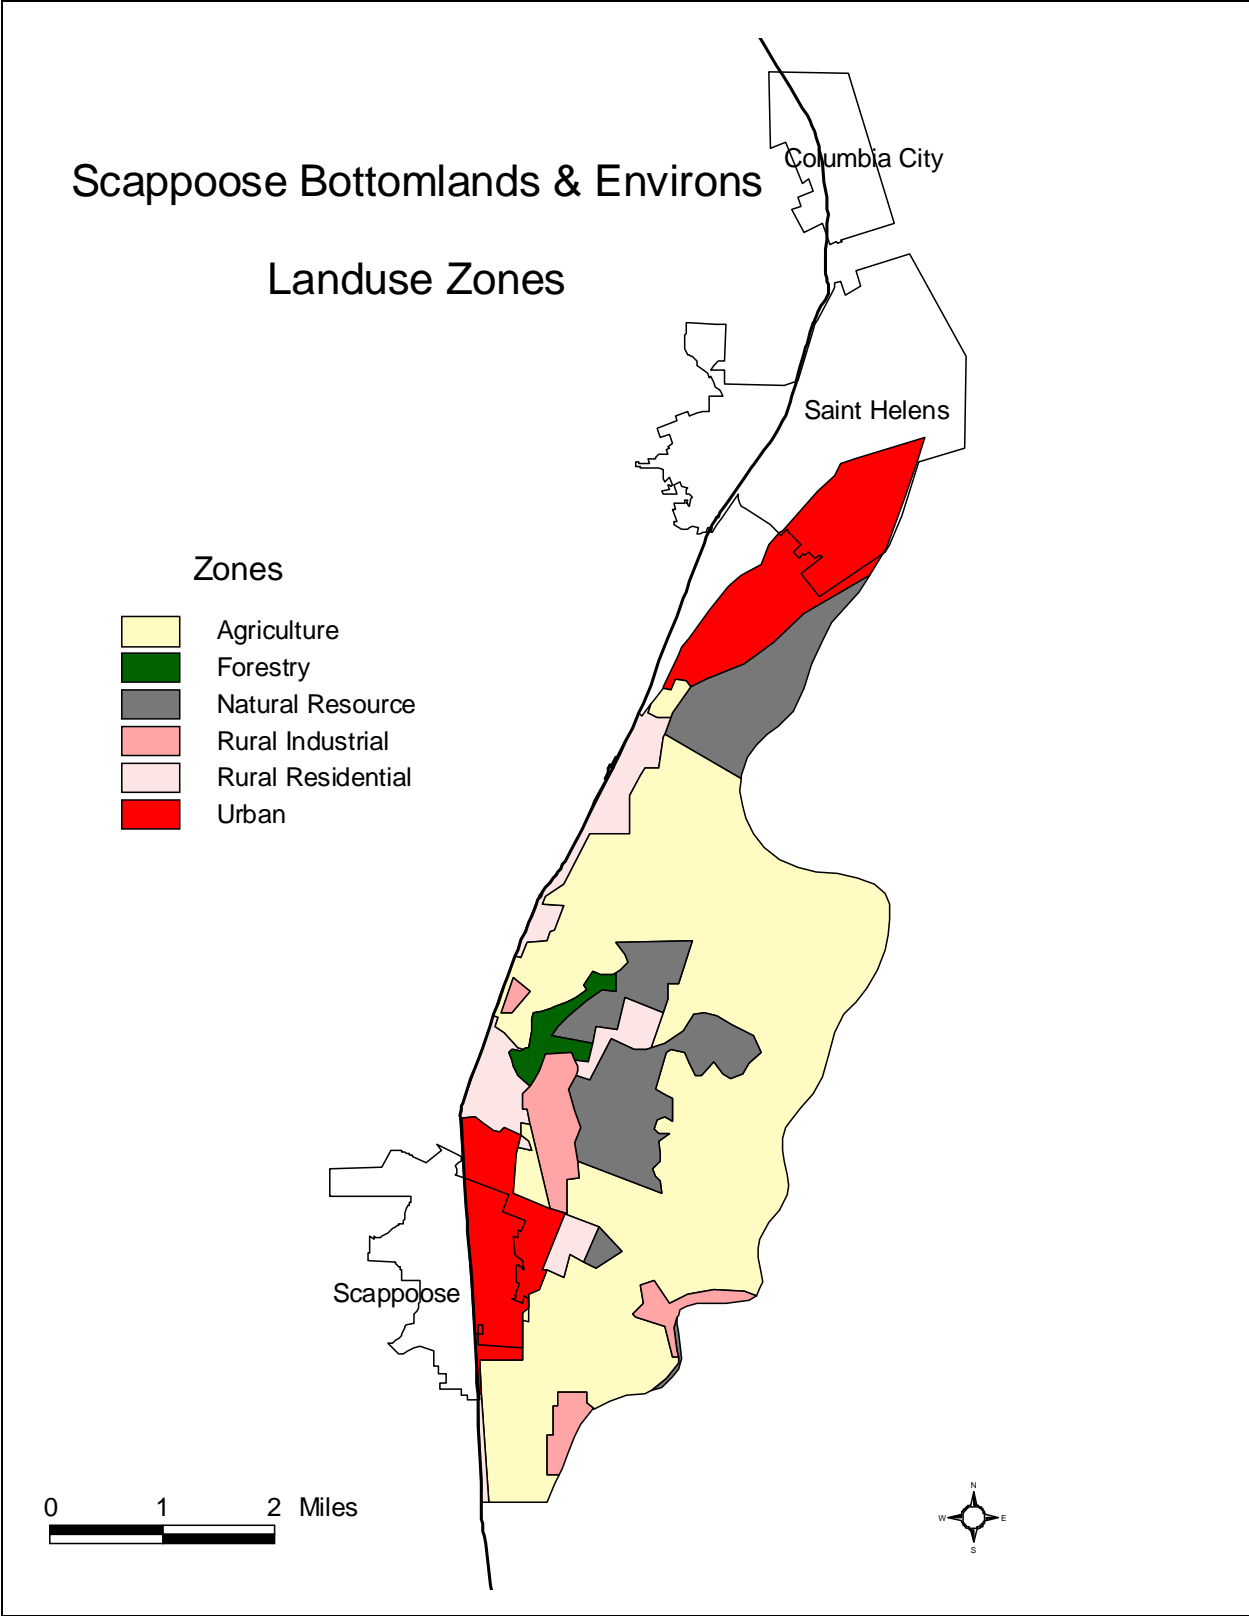 Columbia City
Scappoose Bottomlands & Environs
Landuse Zones
Saint Helens
Zones
Agriculture
Forestry
Natural Resource
Rural Industrial
Rural Residential
Urban
Scappoose
0 1 2 Miles
N
W E
S